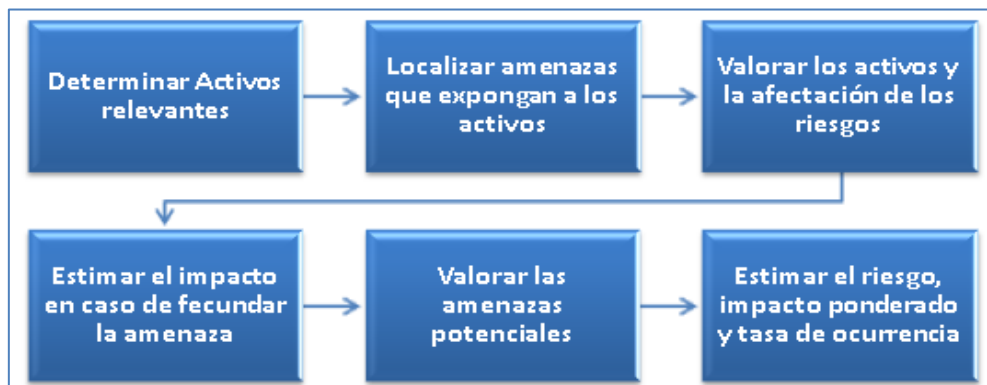 Determinar Activos
relevantes
Localizar amenazas
que expongan a los
activos
Valorar los activos y
la afectación de los
riesgos
Estimar el impacto
en caso de fecundar
la amenaza
Valorar las
amenazas
potenciales
Estimar el riesgo,
impacto ponderado
y tasa de ocurrencia